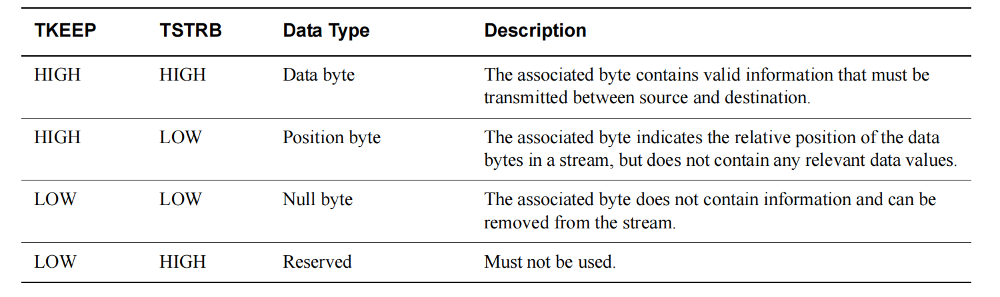 TKEEP TSTRB Data Type Description
HIGH HIGH Data byte The associated byte contains valid information that must be
transmitted between source and destination.
HIGH LOW Position byte The associated byte indicates the relative position of the data
bytes in a stream, but does not contain any relevant data values.
LOW LOW Null byte The associated byte does not contain information and can be
removed from the stream.
LOW HIGH Reserved Must not be used.